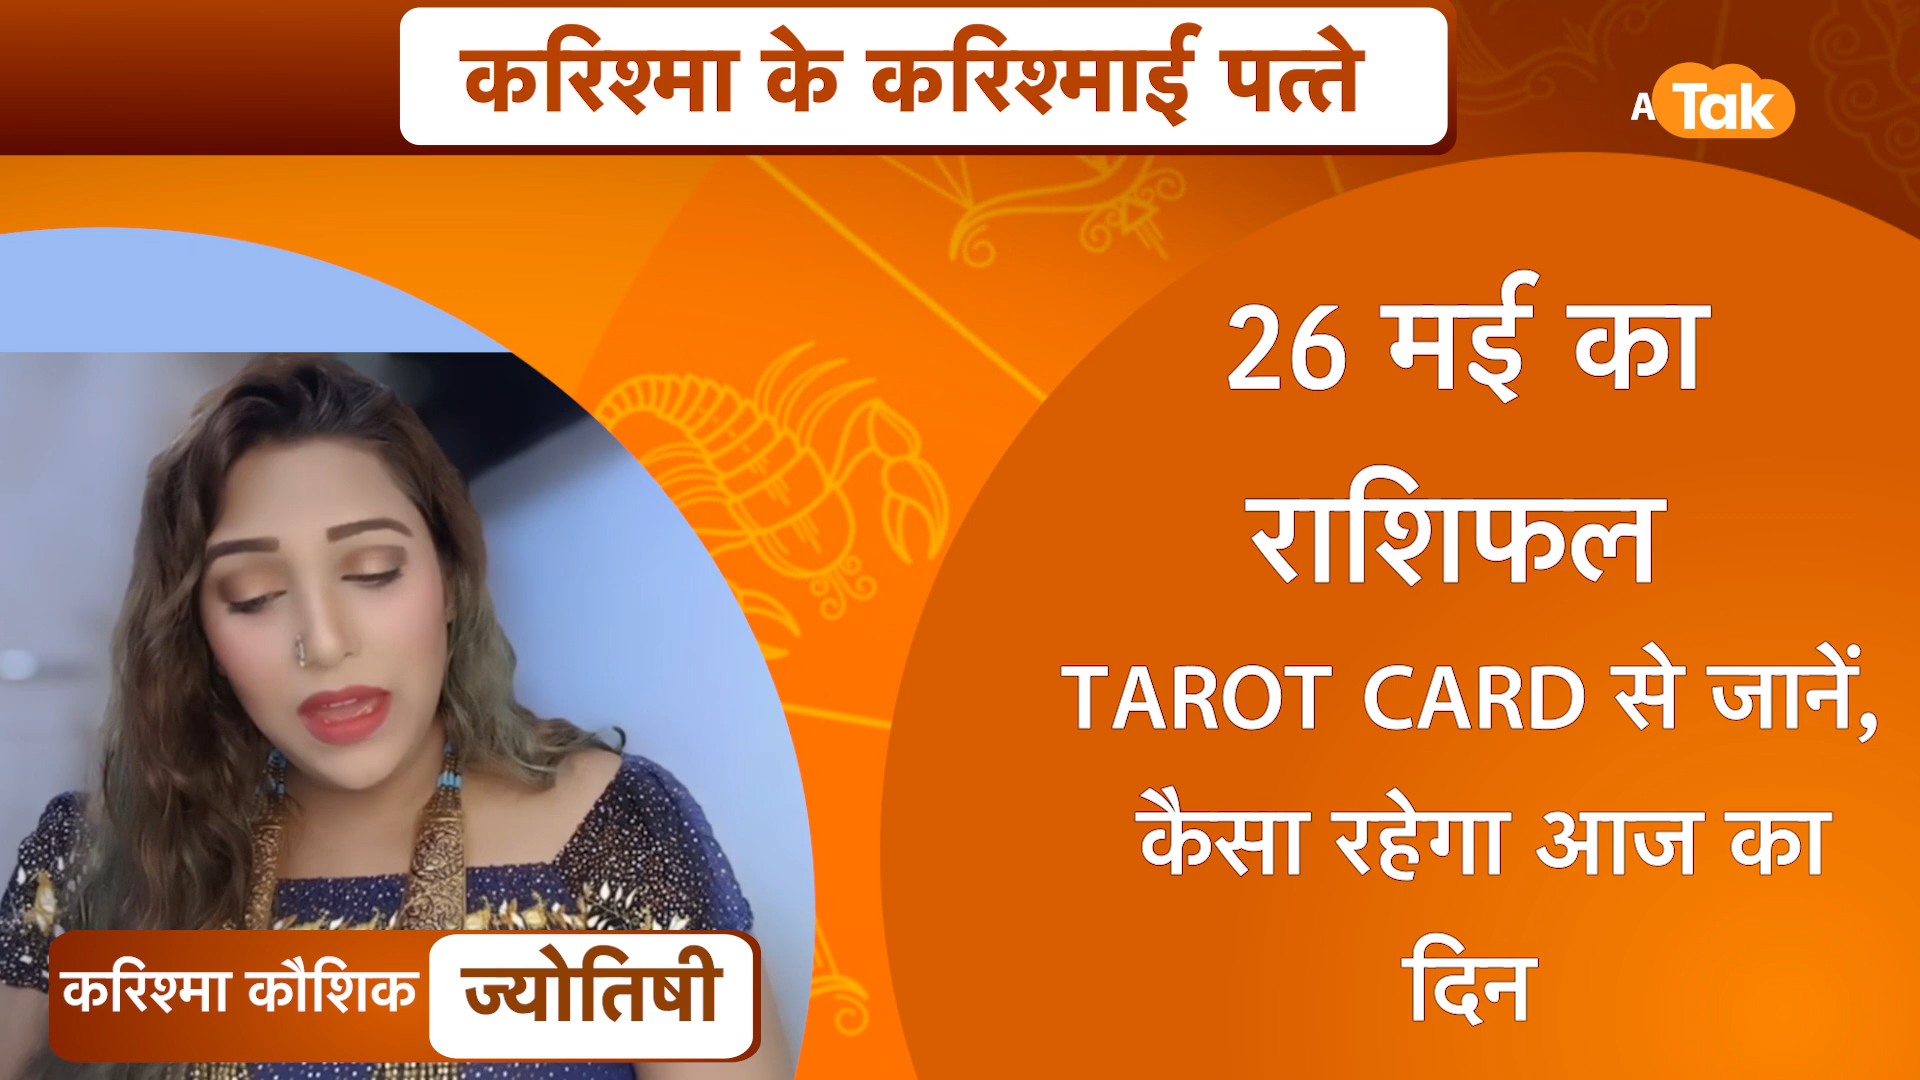 करिश्मा के करिश्माई पत्ते
A Tak
26 मई का
राशिफल
TAROT CARD से जानें,
कैसा रहेगा आज का
दिन
करिश्मा कौशिक ज्योतिषी